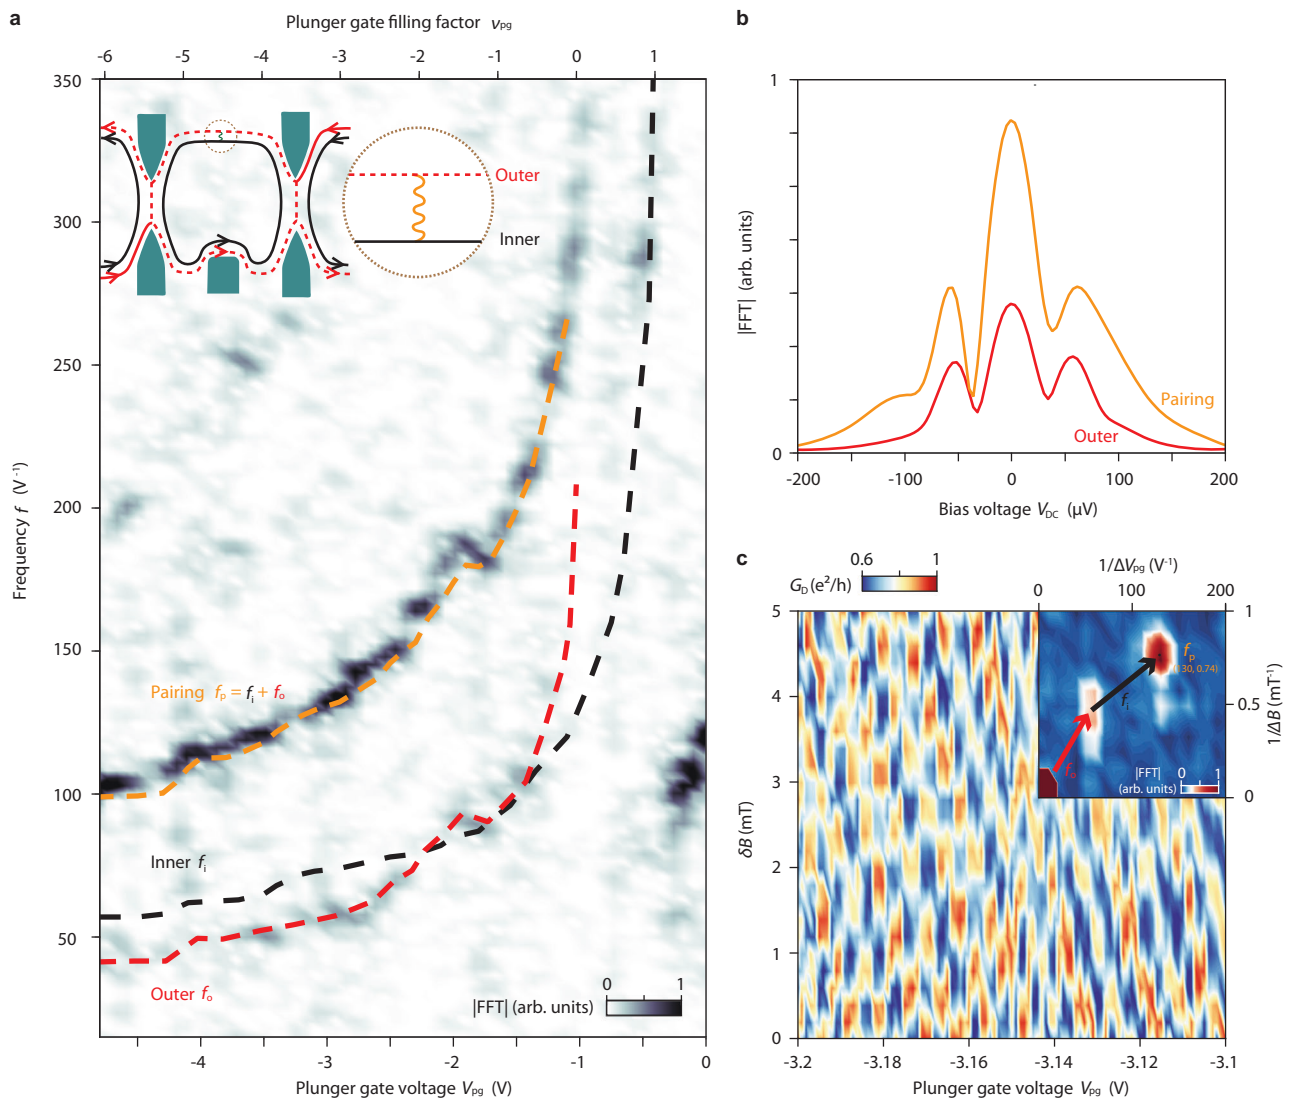 a
Plunger gate filling factor νpg
-6 -5 -4 -3 -2 -1 0 1
350
300
250
200
150
100
50
Frequency f (V⁻¹)
Outer
Inner
Pairing fp = fi + fo
Inner fi
Outer fo
|FFT| (arb. units)
0 1
-4 -3 -2 -1 0
Plunger gate voltage Vpg (V)
b
1
0
|FFT| (arb. units)
Pairing
Outer
-200 -100 0 100 200
Bias voltage VDC (μV)
c
GD(e²/h)
0.6 1
1/ΔVpg (V⁻¹)
0 100 200
1
0.5
0
1/ΔB (mT⁻¹)
fp
(130, 0.74)
fi
fo
|FFT|
(arb. units)
0 1
5
4
3
2
1
0
δB (mT)
-3.2 -3.18 -3.16 -3.14 -3.12 -3.1
Plunger gate voltage Vpg (V)